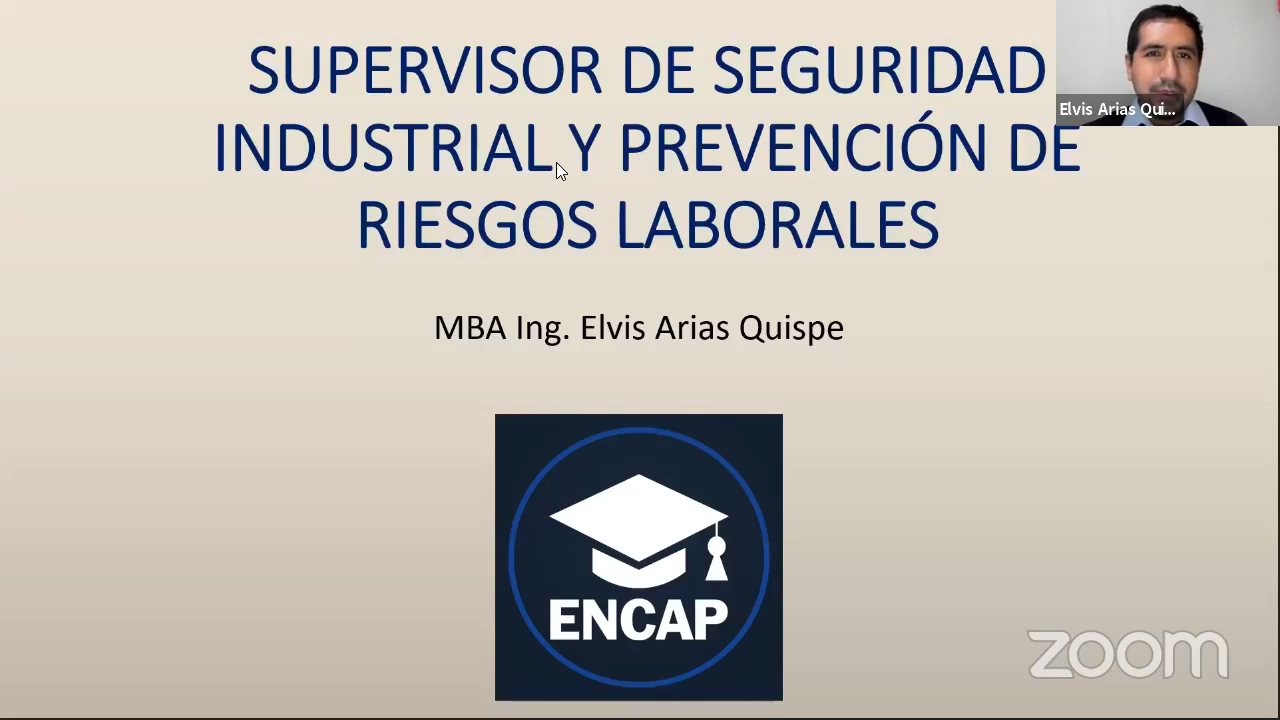 SUPERVISOR DE SEGURIDAD
INDUSTRIAL Y PREVENCIÓN DE
RIESGOS LABORALES
Elvis Arias Qui...
MBA Ing. Elvis Arias Quispe
ENCAP
zoom